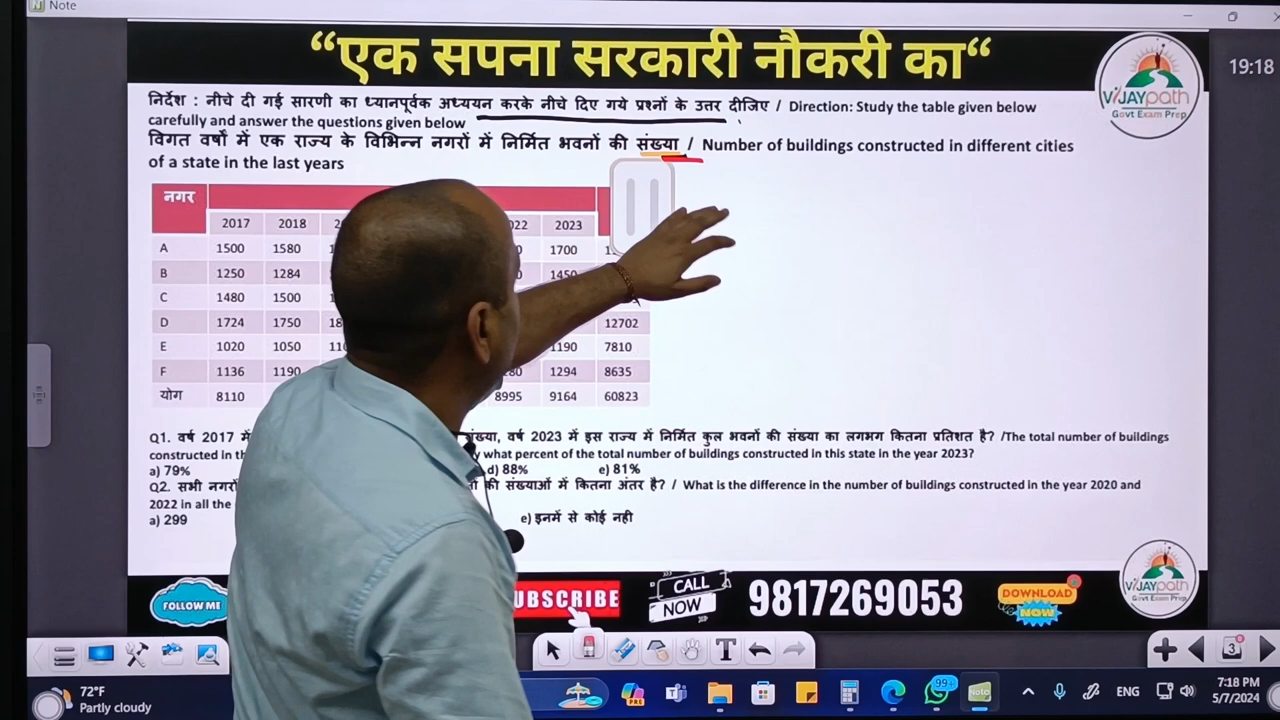 Note
“एक सपना सरकारी नौकरी का“
19:18
ViJAYpath
Govt Exam Prep
निर्देश : नीचे दी गई सारणी का ध्यानपूर्वक अध्ययन करके नीचे दिए गये प्रश्नों के उत्तर दीजिए / Direction: Study the table given below
carefully and answer the questions given below
विगत वर्षो में एक राज्य के विभिन्न नगरों में निर्मित भवनों की संख्या / Number of buildings constructed in different cities
of a state in the last years
नगर
2017 2018 2023
A 1500 1580 1700
B 1250 1284
C 1480 1500
D 1724 1750 12702
E 1020 1050 1190 7810
F 1136 1190 1294 8635
योग 8110 8995 9164 60823
Q1. वर्ष 2017 में संख्या, वर्ष 2023 में इस राज्य में निर्मित कुल भवनों की संख्या का लगभग कितना प्रतिशत है? /The total number of buildings
constructed in what percent of the total number of buildings constructed in this state in the year 2023?
a) 79% d) 88% e) 81%
Q2. सभी नगरों की संख्याओं में कितना अंतर है? / What is the difference in the number of buildings constructed in the year 2020 and
2022 in all the
a) 299 e) इनमें से कोई नही
ViJAYpath
Govt Exam Prep
FOLLOW ME
UBSCRIBE
CALL
NOW
9817269053
DOWNLOAD
NOW
T
3
72°F
Partly cloudy
PRE
99+
Note
ENG
7:18 PM
5/7/2024